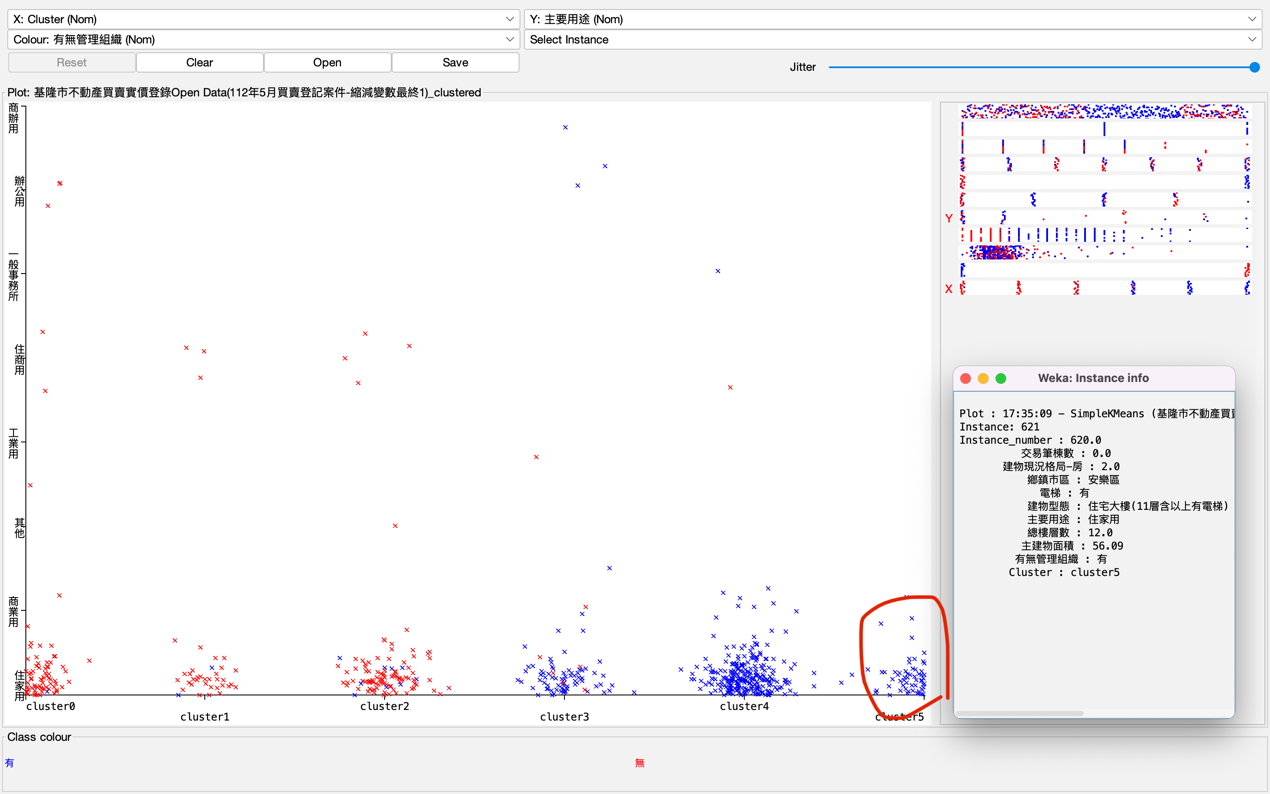 X: Cluster (Nom)
Y: 主要用途 (Nom)
Colour: 有無管理組織 (Nom)
Select Instance
Reset
Clear
Open
Save
Jitter
Plot: 基隆市不動產買賣實價登錄Open Data(112年5月買賣登記案件-縮減變數最終1)_clustered
商辦用
辦公用
一般事務所
住商用
工業用
其他
商業用
住家用
cluster0
cluster1
cluster2
cluster3
cluster4
cluster5
Y
X
Weka: Instance info
Plot : 17:35:09 - SimpleKMeans (基隆市不動產買
Instance: 621
Instance_number : 620.0
交易筆棟數 : 0.0
建物現況格局-房 : 2.0
鄉鎮市區 : 安樂區
電梯 : 有
建物型態 : 住宅大樓(11層含以上有電梯)
主要用途 : 住家用
總樓層數 : 12.0
主建物面積 : 56.09
有無管理組織 : 有
Cluster : cluster5
Class colour
有
無